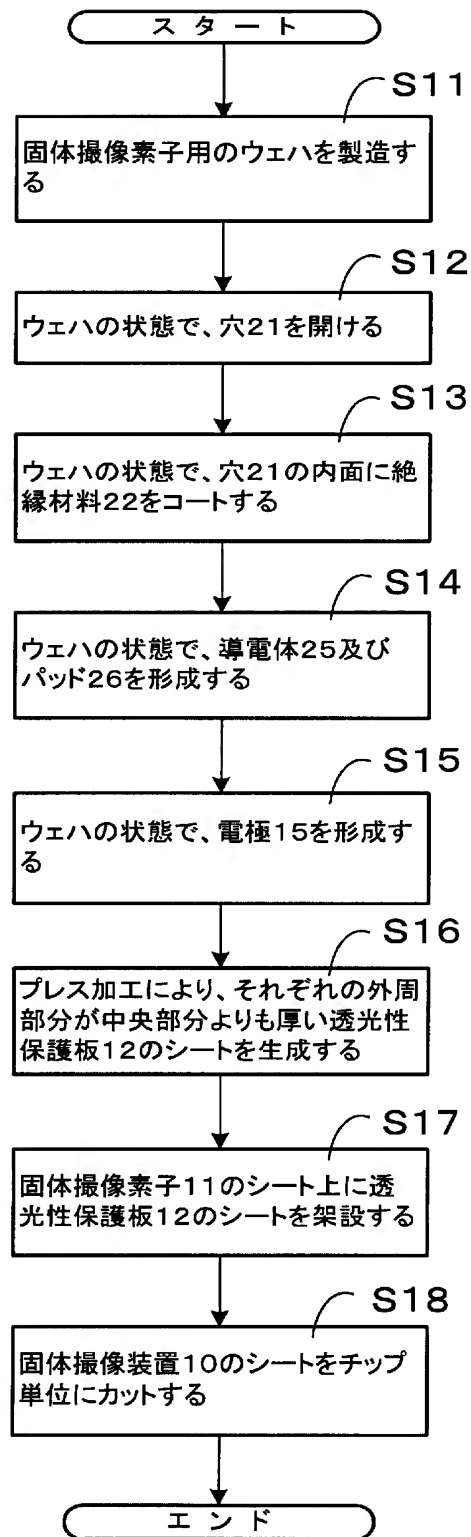 スタート
S11
固体撮像素子用のウェハを製造す
る
S12
ウェハの状態で、穴21を開ける
S13
ウェハの状態で、穴21の内面に絶
縁材料22をコートする
S14
ウェハの状態で、導電体25及び
パッド26を形成する
S15
ウェハの状態で、電極15を形成す
る
S16
プレス加工により、それぞれの外周
部分が中央部分よりも厚い透光性
保護板12のシートを生成する
S17
固体撮像素子11のシート上に透
光性保護板12のシートを架設する
S18
固体撮像装置10のシートをチップ
単位にカットする
エンド